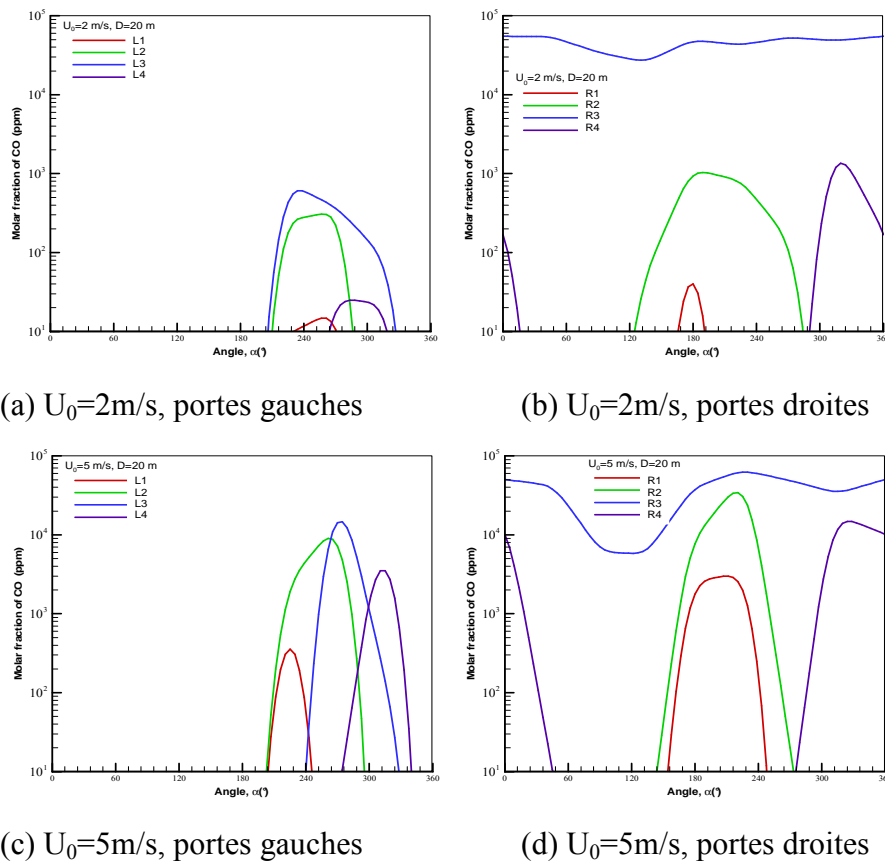 10⁵
U₀=2 m/s, D=20 m
L1
L2
L3
L4
10⁴
10³
10²
10¹
Molar fraction of CO (ppm)
0 60 120 180 240 300 360
Angle, α(°)
10⁵
U₀=2 m/s, D=20 m
R1
R2
R3
R4
10⁴
10³
10²
10¹
Molar fraction of CO (ppm)
0 60 120 180 240 300 360
Angle, α(°)
(a) U₀=2m/s, portes gauches
(b) U₀=2m/s, portes droites
10⁵
U₀=5 m/s, D=20 m
L1
L2
L3
L4
10⁴
10³
10²
10¹
Molar fraction of CO (ppm)
0 60 120 180 240 300 360
Angle, α(°)
10⁵
U₀=5 m/s, D=20 m
R1
R2
R3
R4
10⁴
10³
10²
10¹
Molar fraction of CO (ppm)
0 60 120 180 240 300 360
Angle, α(°)
(c) U₀=5m/s, portes gauches
(d) U₀=5m/s, portes droites